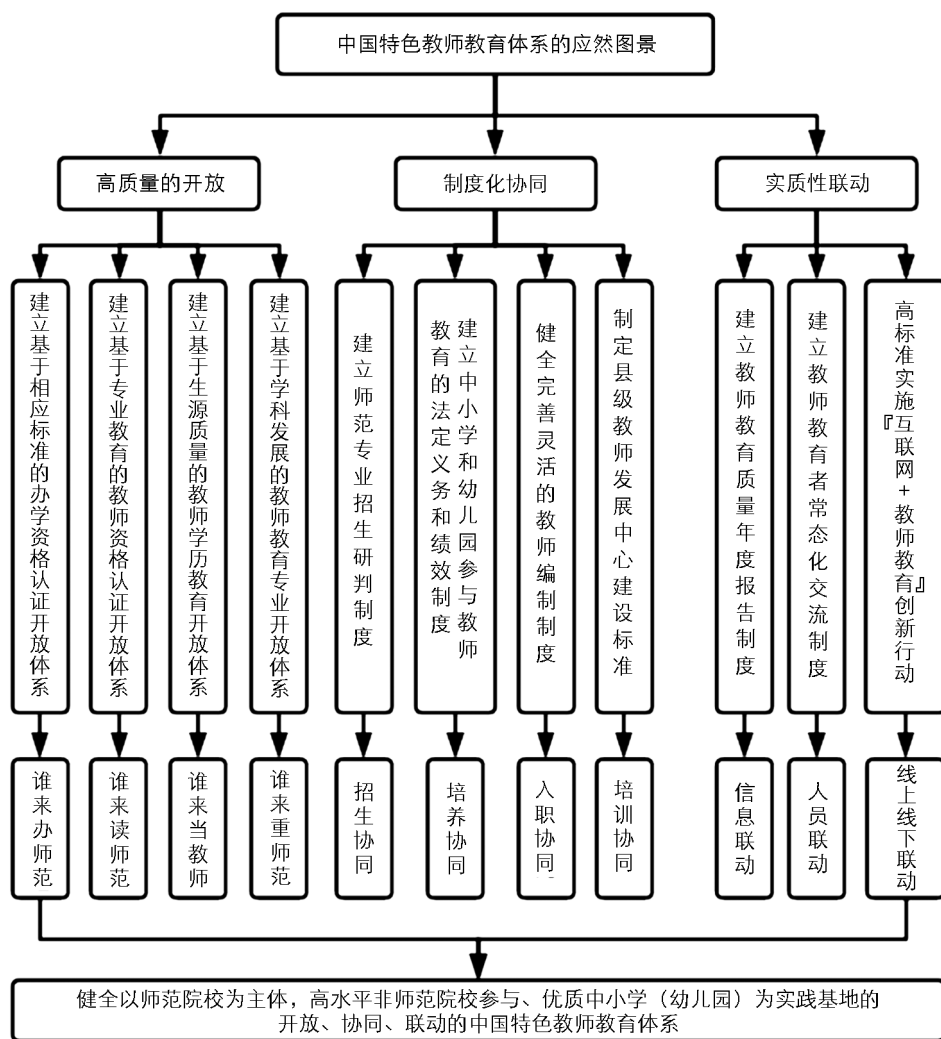 中国特色教师教育体系的应然图景
高质量的开放
制度化协同
实质性联动
建立基于相应标准的办学资格认证开放体系
建立基于专业教育的教师资格认证开放体系
建立基于生源质量的教师学历教育开放体系
建立基于学科发展的教师教育专业开放体系
建立师范专业招生研判制度
建立中小学和幼儿园参与教师
教育的法定义务和绩效制度
健全完善灵活的教师编制制度
制定县级教师发展中心建设标准
建立教师教育质量年度报告制度
建立教师教育者常态化交流制度
高标准实施
『互联网+教师教育』创新行动
谁来办师范
谁来读师范
谁来当教师
谁来重师范
招生协同
培养协同
入职协同
培训协同
信息联动
人员联动
线上线下联动
健全以师范院校为主体，高水平非师范院校参与、优质中小学（幼儿园）为实践基地的
开放、协同、联动的中国特色教师教育体系